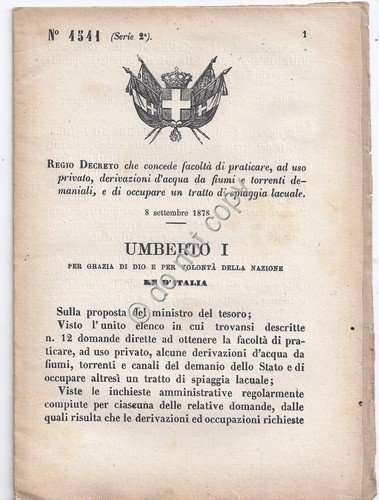 N° 4541 (Serie 2ª). 1
REGIO DECRETO che concede facoltà di praticare, ad uso
privato, derivazioni d'acqua da fiumi e torrenti de-
maniali, e di occupare un tratto di spiaggia lacuale.
8 settembre 1878.
UMBERTO I
PER GRAZIA DI DIO E PER VOLONTÀ DELLA NAZIONE
RE D'ITALIA
Sulla proposta del ministro del tesoro;
Visto l'unito elenco in cui trovansi descritte
n. 12 domande dirette ad ottenere la facoltà di pra-
ticare, ad uso privato, alcune derivazioni d'acqua da
fiumi, torrenti e canali del demanio dello Stato e di
occupare altresì un tratto di spiaggia lacuale;
Viste le inchieste amministrative regolarmente
compiute per ciascuna delle relative domande, dalle
quali risulta che le derivazioni ed occupazioni richieste
do not copy